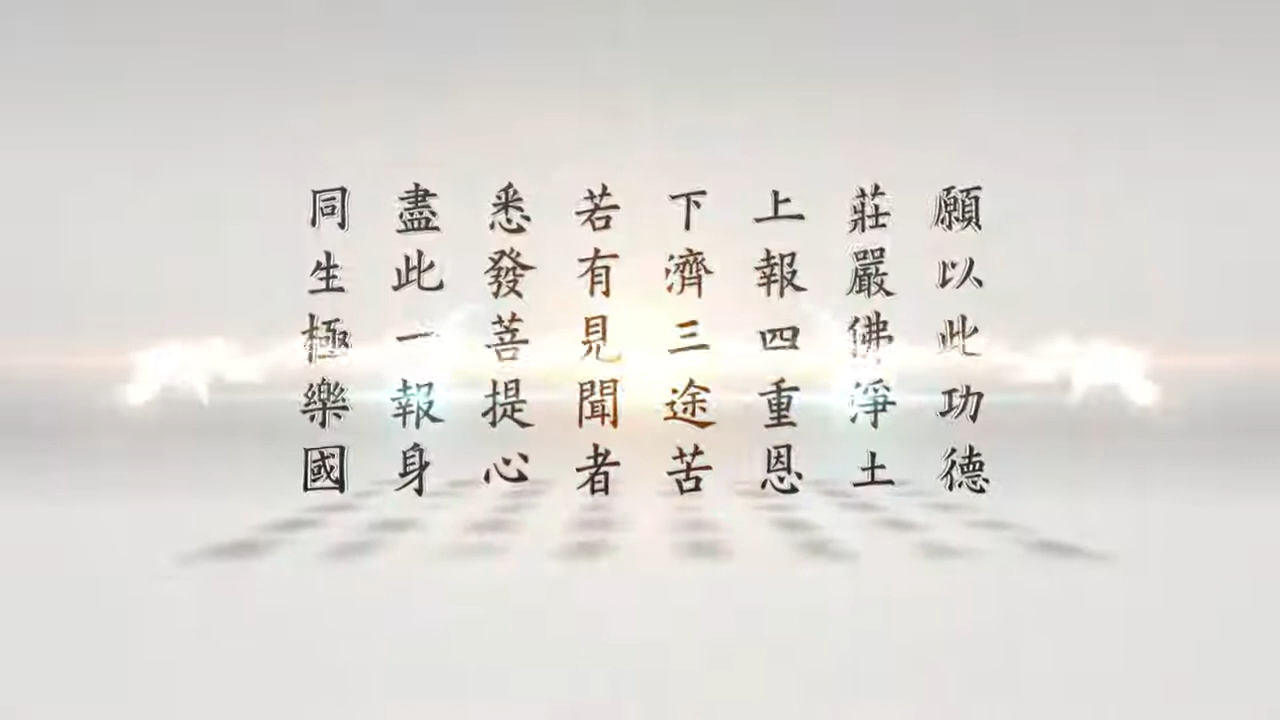 願以此功德
莊嚴佛淨土
上報四重恩
下濟三途苦
若有見聞者
悉發菩提心
盡此一報身
同生極樂國